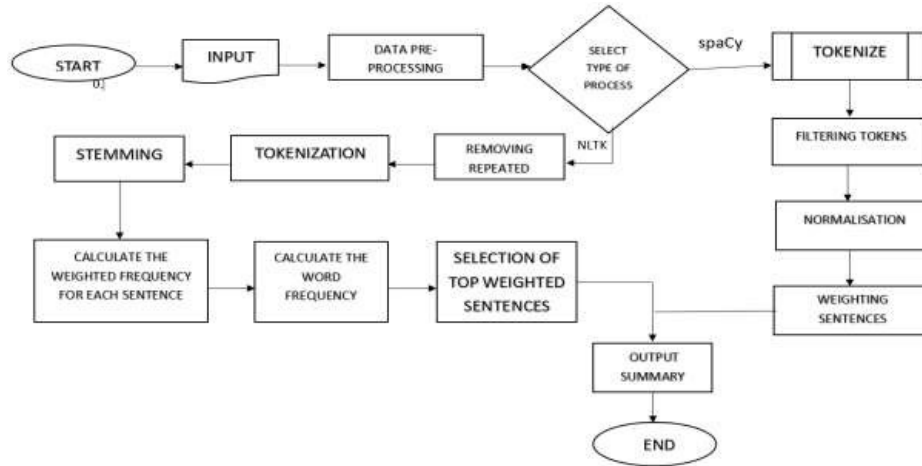 START
0.
INPUT
DATA PRE-
PROCESSING
SELECT
TYPE OF
PROCESS
spaCy
TOKENIZE
FILTERING TOKENS
NORMALISATION
WEIGHTING
SENTENCES
NLTK
REMOVING
REPEATED
TOKENIZATION
STEMMING
CALCULATE THE
WEIGHTED FREQUENCY
FOR EACH SENTENCE
CALCULATE THE
WORD
FREQUENCY
SELECTION OF
TOP WEIGHTED
SENTENCES
OUTPUT
SUMMARY
END